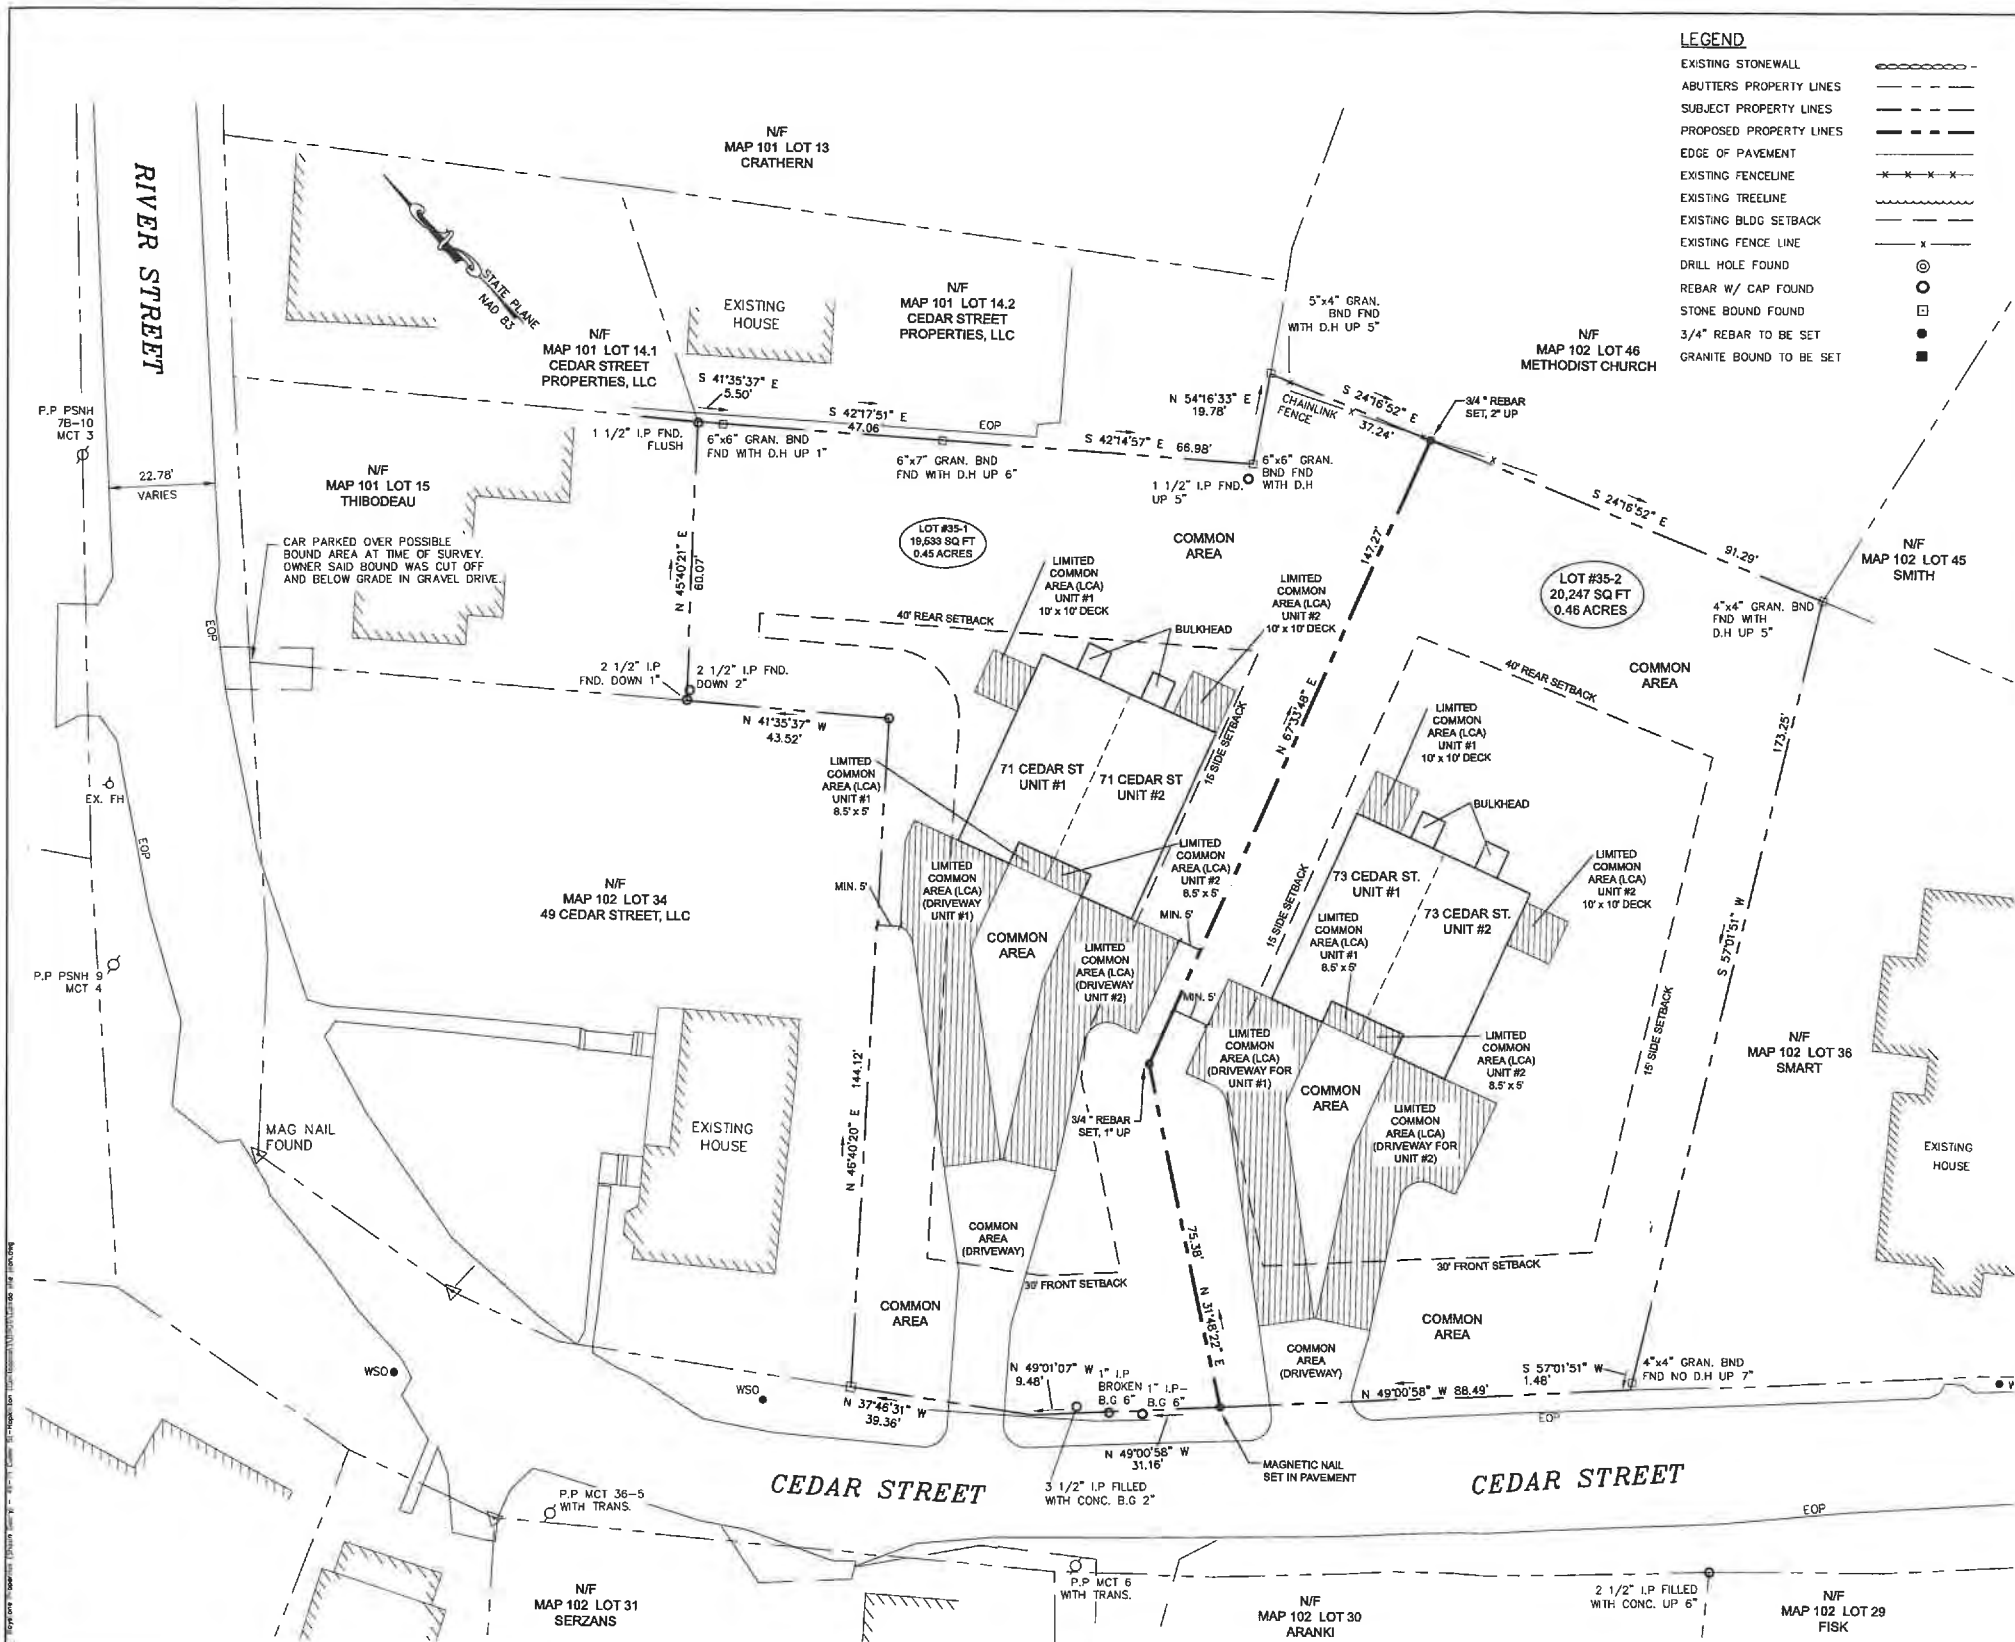 LEGEND
EXISTING STONEWALL
ABUTTERS PROPERTY LINES
SUBJECT PROPERTY LINES
PROPOSED PROPERTY LINES
EDGE OF PAVEMENT
EXISTING FENCELINE
EXISTING TREELINE
EXISTING BLDG SETBACK
EXISTING FENCE LINE
DRILL HOLE FOUND
REBAR W/ CAP FOUND
STONE BOUND FOUND
3/4" REBAR TO BE SET
GRANITE BOUND TO BE SET
RIVER STREET
N/F
MAP 101 LOT 13
CRATHERN
STATE PLANE
NAD 83
N/F
MAP 101 LOT 14.1
CEDAR STREET
PROPERTIES, LLC
EXISTING
HOUSE
N/F
MAP 101 LOT 14.2
CEDAR STREET
PROPERTIES, LLC
5"x4" GRAN.
BND FND
WITH D.H UP 5"
N/F
MAP 102 LOT 46
METHODIST CHURCH
S 41°35'37" E
5.50'
S 42°17'51" E
47.06
EOP
N 54°16'33" E
19.78'
CHAINLINK
FENCE
S 24°16'52" E
37.24'
3/4" REBAR
SET, 2" UP
P.P PSNH
7B-10
MCT 3
1 1/2" I.P FND.
FLUSH
6"x6" GRAN. BND
FND WITH D.H UP 1"
6"x7" GRAN. BND
FND WITH D.H UP 6"
S 42°14'57" E 66.98'
1 1/2" I.P FND.
UP 5"
6"x6" GRAN.
BND FND
WITH D.H
22.78'
VARIES
N/F
MAP 101 LOT 15
THIBODEAU
S 24°16'52" E
91.29'
CAR PARKED OVER POSSIBLE
BOUND AREA AT TIME OF SURVEY.
OWNER SAID BOUND WAS CUT OFF
AND BELOW GRADE IN GRAVEL DRIVE.
EOP
N 45°40'21" E
60.07'
LOT #35-1
19,533 SQ FT
0.45 ACRES
COMMON
AREA
147.27'
N 67°33'48" E
LOT #35-2
20,247 SQ FT
0.46 ACRES
N/F
MAP 102 LOT 45
SMITH
4"x4" GRAN. BND
FND WITH
D.H UP 5"
LIMITED
COMMON
AREA (LCA)
UNIT #1
10' x 10' DECK
LIMITED
COMMON
AREA (LCA)
UNIT #2
10' x 10' DECK
40' REAR SETBACK
BULKHEAD
2 1/2" I.P
FND. DOWN 1"
2 1/2" I.P FND.
DOWN 2"
N 41°35'37" W
43.52'
40' REAR SETBACK
COMMON
AREA
LIMITED
COMMON
AREA (LCA)
UNIT #1
10' x 10' DECK
15 SIDE SETBACK
173.25'
S 57°01'51" W
EX. FH
EOP
LIMITED
COMMON
AREA (LCA)
UNIT #1
8.5' x 5'
71 CEDAR ST
UNIT #1
71 CEDAR ST
UNIT #2
BULKHEAD
LIMITED
COMMON
AREA (LCA)
UNIT #2
10' x 10' DECK
N/F
MAP 102 LOT 34
49 CEDAR STREET, LLC
MIN. 5'
LIMITED
COMMON
AREA (LCA)
(DRIVEWAY
UNIT #1)
LIMITED
COMMON
AREA (LCA)
UNIT #2
8.5' x 5'
MIN. 5'
COMMON
AREA
LIMITED
COMMON
AREA (LCA)
(DRIVEWAY
UNIT #2)
15 SIDE SETBACK
73 CEDAR ST.
UNIT #1
73 CEDAR ST.
UNIT #2
LIMITED
COMMON
AREA (LCA)
UNIT #1
8.5' x 5'
P.P PSNH 9
MCT 4
MIN. 5'
15' SIDE SETBACK
N 46°40'20" E 144.12'
LIMITED
COMMON
AREA (LCA)
(DRIVEWAY FOR
UNIT #1)
COMMON
AREA
LIMITED
COMMON
AREA (LCA)
UNIT #2
8.5' x 5'
LIMITED
COMMON
AREA (LCA)
(DRIVEWAY FOR
UNIT #2)
N/F
MAP 102 LOT 36
SMART
EXISTING
HOUSE
3/4" REBAR
SET, 1" UP
MAG NAIL
FOUND
EXISTING
HOUSE
COMMON
AREA
(DRIVEWAY)
75.38'
N 31°48'22" E
30' FRONT SETBACK
30' FRONT SETBACK
COMMON
AREA
COMMON
AREA
COMMON
AREA
(DRIVEWAY)
WSO
WSO
N 37°46'31" W
39.36'
N 49°01'07" W
9.48'
1" I.P
BROKEN
B.G 6"
1" I.P-
B.G 6"
N 49°00'58" W
31.16'
N 49°00'58" W 88.49'
S 57°01'51" W
1.48'
4"x4" GRAN. BND
FND NO D.H UP 7"
EOP
MAGNETIC NAIL
SET IN PAVEMENT
3 1/2" I.P FILLED
WITH CONC. B.G 2"
CEDAR STREET
CEDAR STREET
EOP
P.P MCT 36-5
WITH TRANS.
P.P MCT 6
WITH TRANS.
N/F
MAP 102 LOT 31
SERZANS
N/F
MAP 102 LOT 30
ARANKI
2 1/2" I.P FILLED
WITH CONC. UP 6"
N/F
MAP 102 LOT 29
FISK